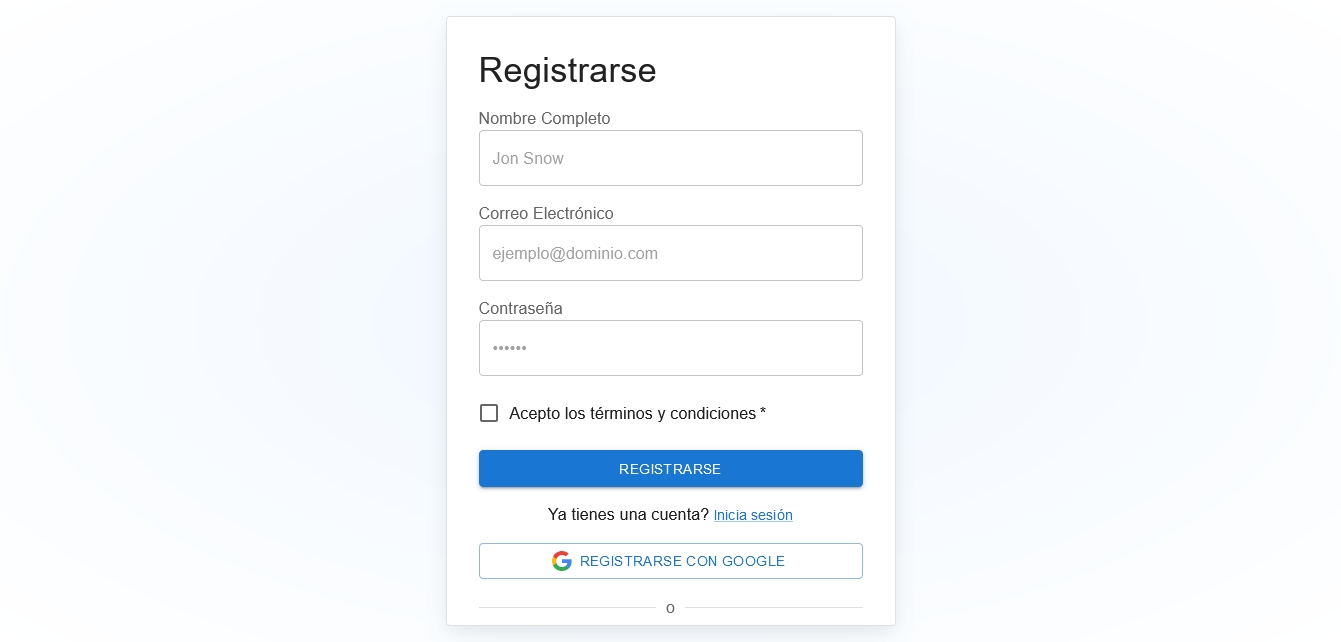 Registrarse
Nombre Completo
Jon Snow
Correo Electrónico
ejemplo@dominio.com
Contraseña
••••••
Acepto los términos y condiciones *
REGISTRARSE
Ya tienes una cuenta? Inicia sesión
REGISTRARSE CON GOOGLE
o